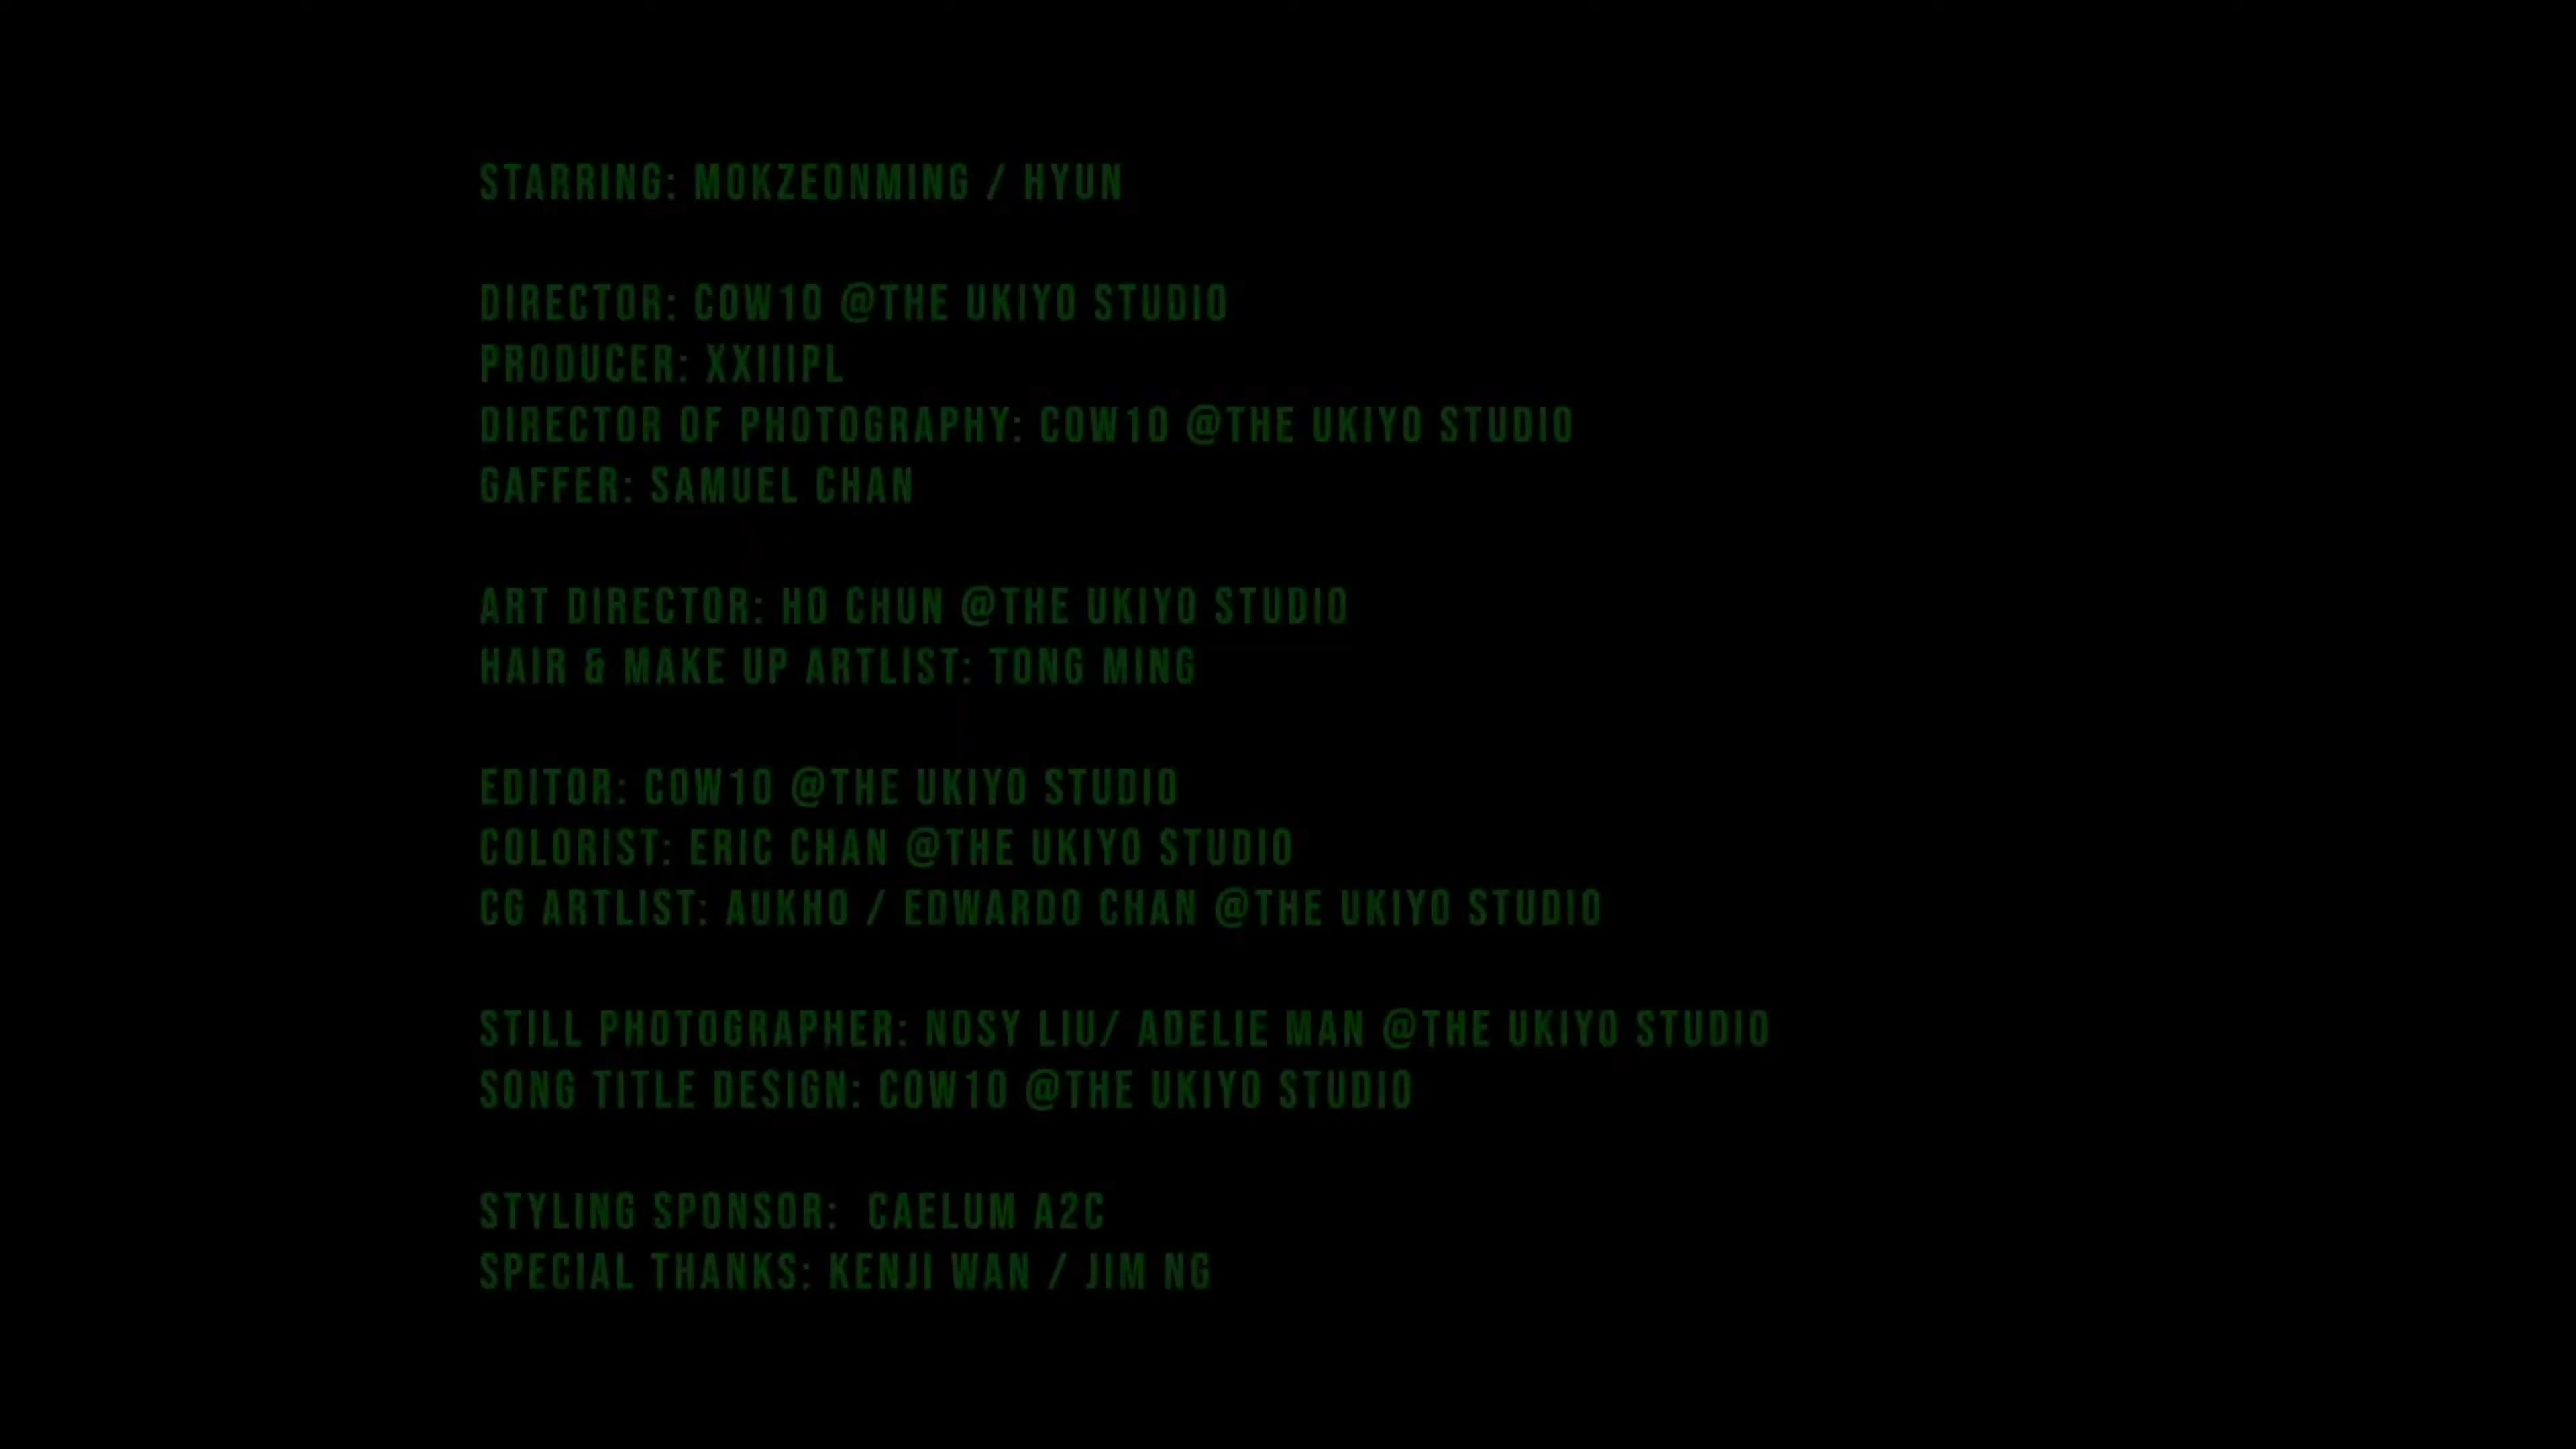 STARRING: MOKZEONMING / HYUN
DIRECTOR: COW10 @THE UKIYO STUDIO
PRODUCER: XXIIIPL
DIRECTOR OF PHOTOGRAPHY: COW10 @THE UKIYO STUDIO
GAFFER: SAMUEL CHAN
ART DIRECTOR: HO CHUN @THE UKIYO STUDIO
HAIR & MAKE UP ARTLIST: TONG MING
EDITOR: COW10 @THE UKIYO STUDIO
COLORIST: ERIC CHAN @THE UKIYO STUDIO
CG ARTLIST: AUKHO / EDWARDO CHAN @THE UKIYO STUDIO
STILL PHOTOGRAPHER: NOSY LIU/ ADELIE MAN @THE UKIYO STUDIO
SONG TITLE DESIGN: COW10 @THE UKIYO STUDIO
STYLING SPONSOR:  CAELUM A2C
SPECIAL THANKS: KENJI WAN / JIM NG